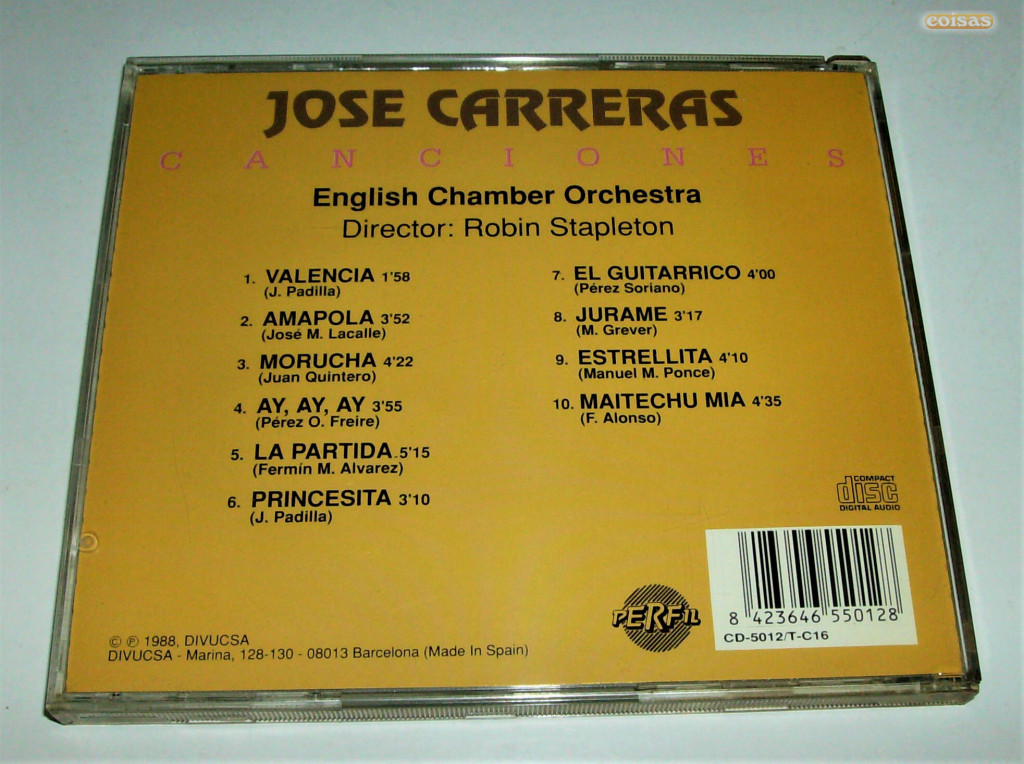 coisas
JOSE CARRERAS
CANCIONES
English Chamber Orchestra
Director: Robin Stapleton
1. VALENCIA 1'58
(J. Padilla)
2. AMAPOLA 3'52
(José M. Lacalle)
3. MORUCHA 4'22
(Juan Quintero)
4. AY, AY, AY 3'55
(Pérez O. Freire)
5. LA PARTIDA 5'15
(Fermín M. Alvarez)
6. PRINCESITA 3'10
(J. Padilla)
7. EL GUITARRICO 4'00
(Pérez Soriano)
8. JURAME 3'17
(M. Grever)
9. ESTRELLITA 4'10
(Manuel M. Ponce)
10. MAITECHU MIA 4'35
(F. Alonso)
COMPACT
disc
DIGITAL AUDIO
PERFIL
8 423646 550128
CD-5012/T-C16
© ℗ 1988, DIVUCSA
DIVUCSA - Marina, 128-130 - 08013 Barcelona (Made In Spain)